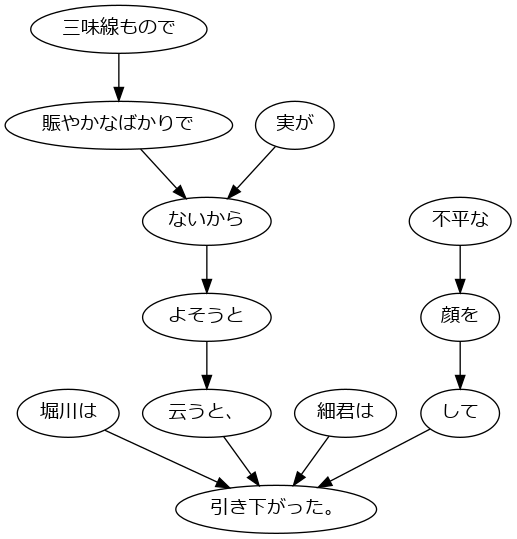 三味線もので
賑やかなばかりで
実が
ないから
不平な
よそうと
顔を
堀川は
云うと、
細君は
して
引き下がった。